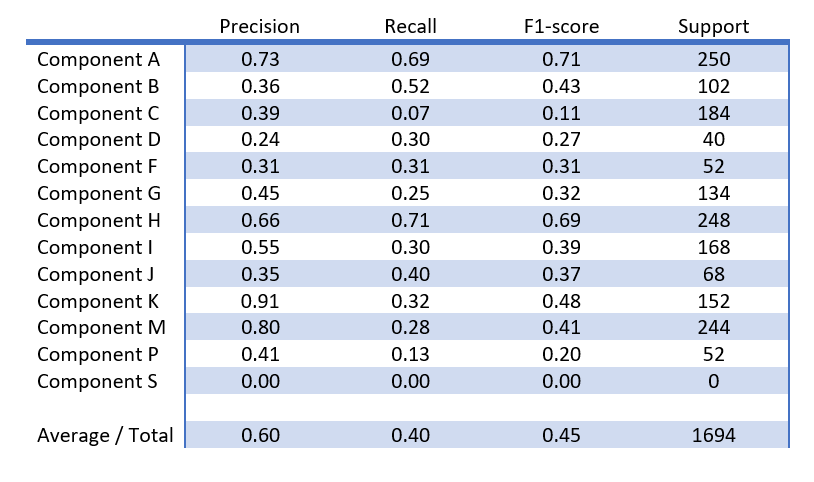 Precision Recall F1-score Support
Component A 0.73 0.69 0.71 250
Component B 0.36 0.52 0.43 102
Component C 0.39 0.07 0.11 184
Component D 0.24 0.30 0.27 40
Component F 0.31 0.31 0.31 52
Component G 0.45 0.25 0.32 134
Component H 0.66 0.71 0.69 248
Component I 0.55 0.30 0.39 168
Component J 0.35 0.40 0.37 68
Component K 0.91 0.32 0.48 152
Component M 0.80 0.28 0.41 244
Component P 0.41 0.13 0.20 52
Component S 0.00 0.00 0.00 0
Average / Total 0.60 0.40 0.45 1694